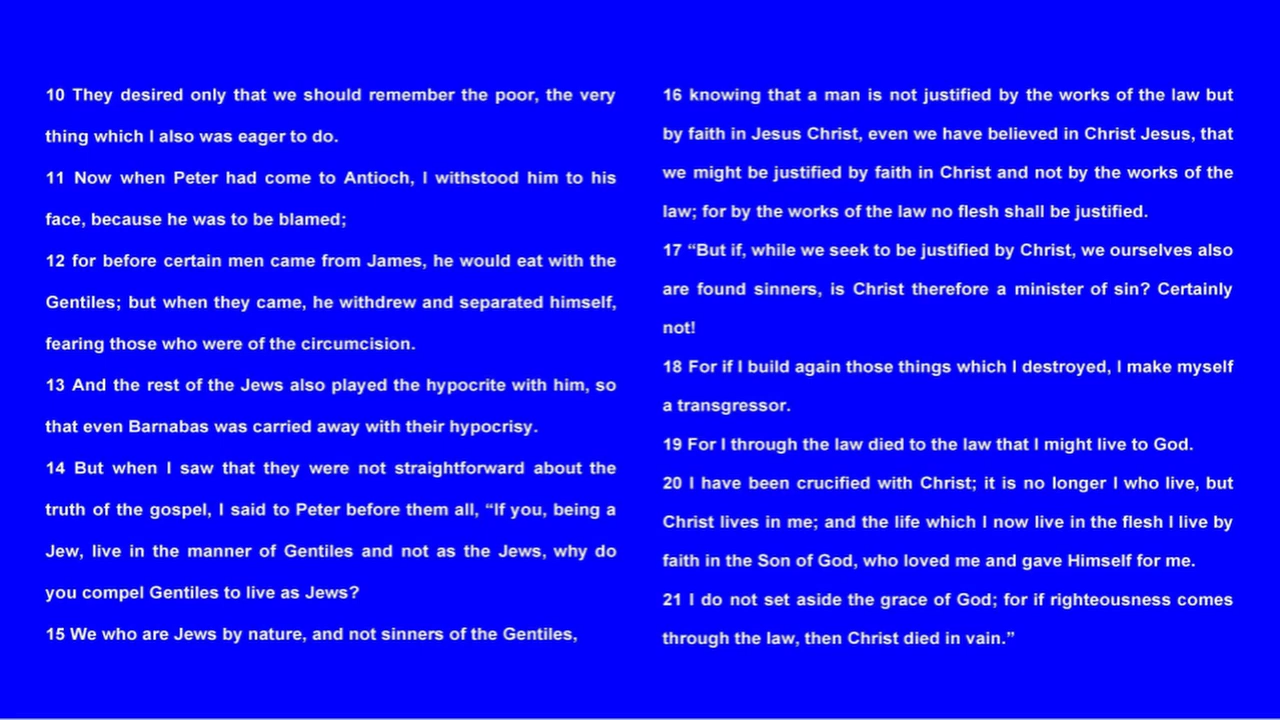 10 They desired only that we should remember the poor, the very
thing which I also was eager to do.
11 Now when Peter had come to Antioch, I withstood him to his
face, because he was to be blamed;
12 for before certain men came from James, he would eat with the
Gentiles; but when they came, he withdrew and separated himself,
fearing those who were of the circumcision.
13 And the rest of the Jews also played the hypocrite with him, so
that even Barnabas was carried away with their hypocrisy.
14 But when I saw that they were not straightforward about the
truth of the gospel, I said to Peter before them all, “If you, being a
Jew, live in the manner of Gentiles and not as the Jews, why do
you compel Gentiles to live as Jews?
15 We who are Jews by nature, and not sinners of the Gentiles,
16 knowing that a man is not justified by the works of the law but
by faith in Jesus Christ, even we have believed in Christ Jesus, that
we might be justified by faith in Christ and not by the works of the
law; for by the works of the law no flesh shall be justified.
17 “But if, while we seek to be justified by Christ, we ourselves also
are found sinners, is Christ therefore a minister of sin? Certainly
not!
18 For if I build again those things which I destroyed, I make myself
a transgressor.
19 For I through the law died to the law that I might live to God.
20 I have been crucified with Christ; it is no longer I who live, but
Christ lives in me; and the life which I now live in the flesh I live by
faith in the Son of God, who loved me and gave Himself for me.
21 I do not set aside the grace of God; for if righteousness comes
through the law, then Christ died in vain.”